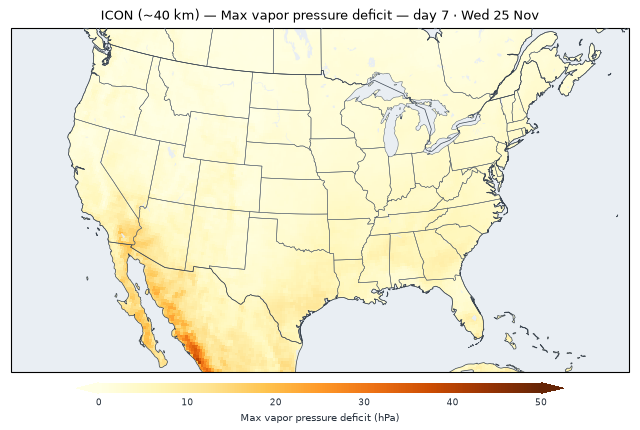 ICON (~40 km) — Max vapor pressure deficit — day 7 · Wed 25 Nov
0 10 20 30 40 50
Max vapor pressure deficit (hPa)